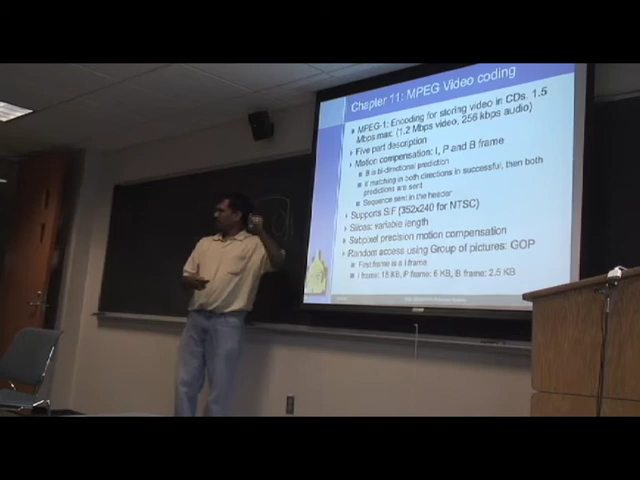 Chapter 11: MPEG Video coding
MPEG-1: Encoding for storing video in CDs. 1.5
Mbps max: (1.2 Mbps video, 256 kbps audio)
Five part description
Motion compensation: I, P and B frame
B is bi-directional prediction
If matching in both directions in successful, then both
predictions are sent
Sequence sent in the header
Supports SIF (352x240 for NTSC)
Slices: variable length
Subpixel precision motion compensation
Random access using Group of pictures: GOP
First frame is a I frame
I frame: 18 KB, P frame: 6 KB, B frame: 2.5 KB